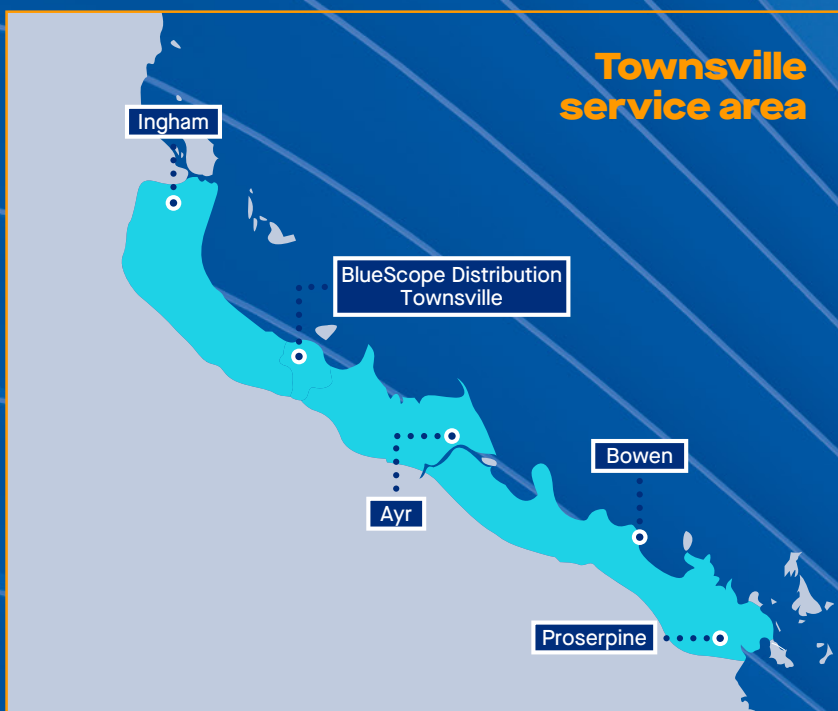 Townsville
service area
Ingham
BlueScope Distribution
Townsville
Bowen
Ayr
Proserpine